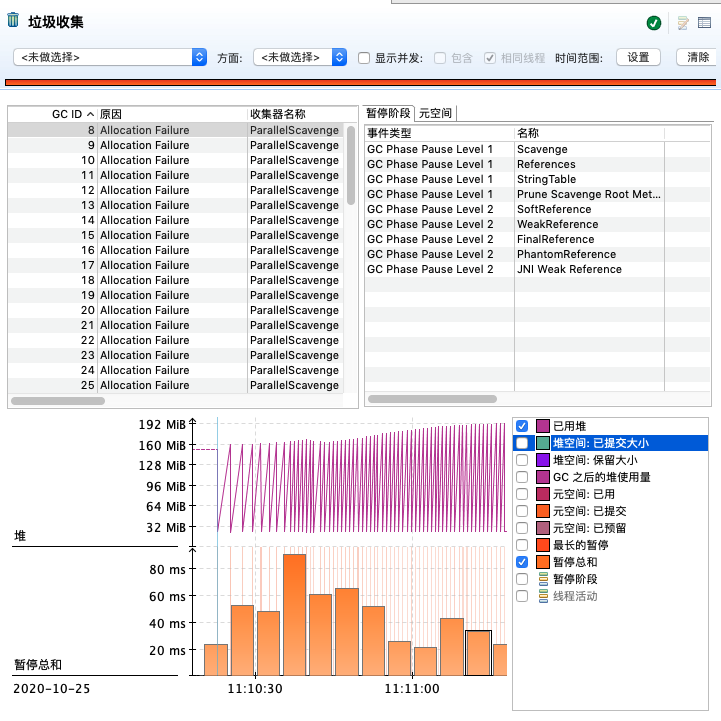 垃圾收集
<未做选择> 方面: <未做选择> 显示并发: 包含 相同线程 时间范围: 设置 清除
GC ID 原因 收集器名称
8 Allocation Failure ParallelScavenge
9 Allocation Failure ParallelScavenge
10 Allocation Failure ParallelScavenge
11 Allocation Failure ParallelScavenge
12 Allocation Failure ParallelScavenge
13 Allocation Failure ParallelScavenge
14 Allocation Failure ParallelScavenge
15 Allocation Failure ParallelScavenge
16 Allocation Failure ParallelScavenge
17 Allocation Failure ParallelScavenge
18 Allocation Failure ParallelScavenge
19 Allocation Failure ParallelScavenge
20 Allocation Failure ParallelScavenge
21 Allocation Failure ParallelScavenge
22 Allocation Failure ParallelScavenge
23 Allocation Failure ParallelScavenge
24 Allocation Failure ParallelScavenge
25 Allocation Failure ParallelScavenge
暂停阶段 元空间
事件类型 名称
GC Phase Pause Level 1 Scavenge
GC Phase Pause Level 1 References
GC Phase Pause Level 1 StringTable
GC Phase Pause Level 1 Prune Scavenge Root Met...
GC Phase Pause Level 2 SoftReference
GC Phase Pause Level 2 WeakReference
GC Phase Pause Level 2 FinalReference
GC Phase Pause Level 2 PhantomReference
GC Phase Pause Level 2 JNI Weak Reference
192 MiB
160 MiB
128 MiB
96 MiB
64 MiB
32 MiB
堆
80 ms
60 ms
40 ms
20 ms
暂停总和
2020-10-25 11:10:30 11:11:00
已用堆
堆空间: 已提交大小
堆空间: 保留大小
GC 之后的堆使用量
元空间: 已用
元空间: 已提交
元空间: 已预留
最长的暂停
暂停总和
暂停阶段
线程活动